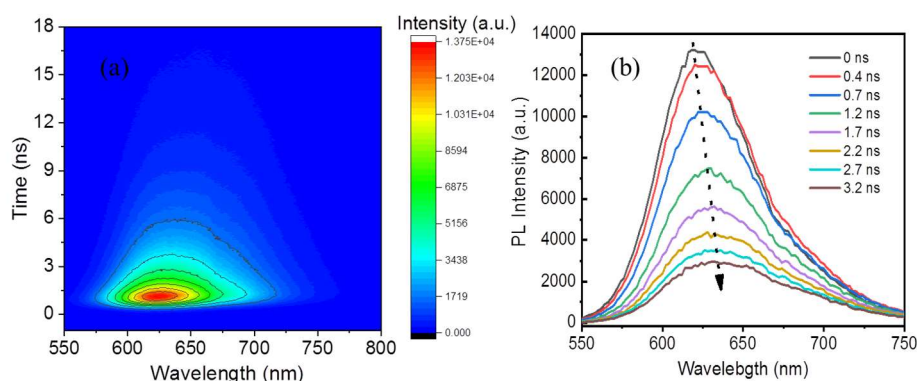 (a)
Time (ns)
18
15
12
9
6
3
0
550 600 650 700 750 800
Wavelength (nm)
Intensity (a.u.)
1.375E+04
1.203E+04
1.031E+04
8594
6875
5156
3438
1719
0.000
(b)
PL Intensity (a.u.)
14000
12000
10000
8000
6000
4000
2000
0
550 600 650 700 750
Wavelebgth (nm)
0 ns
0.4 ns
0.7 ns
1.2 ns
1.7 ns
2.2 ns
2.7 ns
3.2 ns